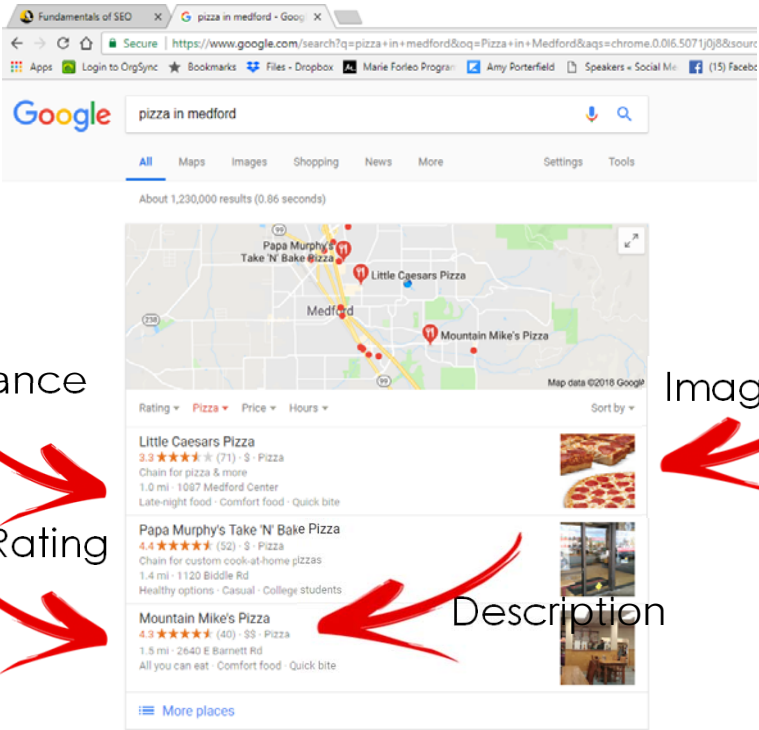 Fundamentals of SEO
pizza in medford - Goog
Secure | https://www.google.com/search?q=pizza+in+medford&oq=Pizza+in+Medford&aqs=chrome.0.0l6.5071j0j8&sourc
Apps Login to OrgSync Bookmarks Files - Dropbox Marie Forleo Program Amy Porterfield Speakers « Social Me (15) Facebo
Google pizza in medford
All Maps Images Shopping News More Settings Tools
About 1,230,000 results (0.86 seconds)
99
Papa Murphy's
Take 'N' Bake Pizza
Little Caesars Pizza
Medford
238
Mountain Mike's Pizza
99
Map data ©2018 Google
ance
Imag
Rating Pizza Price Hours Sort by
Little Caesars Pizza
3.3 ★★★★★ (71) · $ · Pizza
Chain for pizza & more
1.0 mi · 1087 Medford Center
Late-night food · Comfort food · Quick bite
Papa Murphy's Take 'N' Bake Pizza
4.4 ★★★★★ (52) · $ · Pizza
Rating
Chain for custom cook-at-home pizzas
1.4 mi · 1120 Biddle Rd
Healthy options · Casual · College students
Description
Mountain Mike's Pizza
4.3 ★★★★★ (40) · $$ · Pizza
1.5 mi · 2640 E Barnett Rd
All you can eat · Comfort food · Quick bite
More places